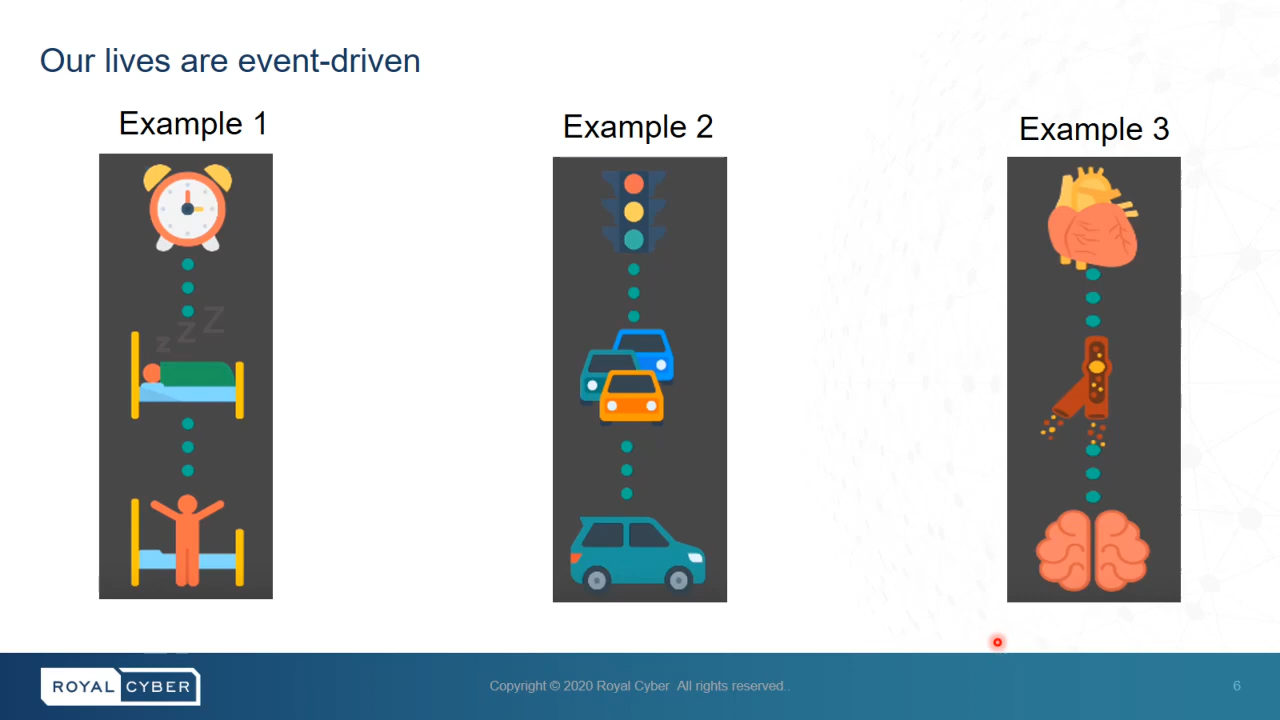 Our lives are event-driven
Example 1
Example 2
Example 3
z Z Z
ROYAL CYBER
Copyright © 2020 Royal Cyber All rights reserved..
6